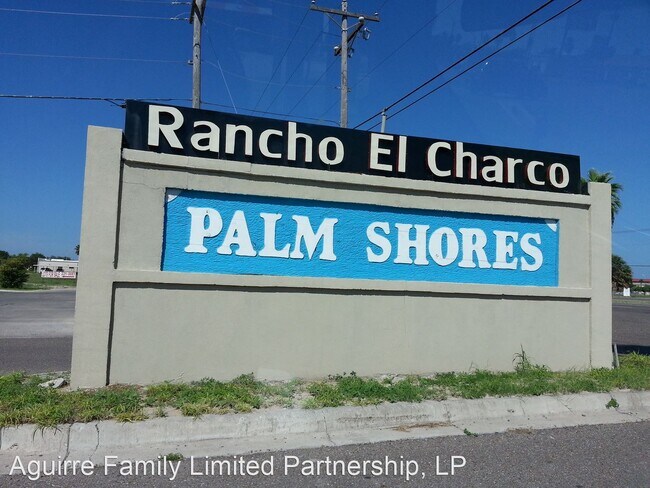 Rancho El Charco
PALM SHORES
Aguirre Family Limited Partnership, LP